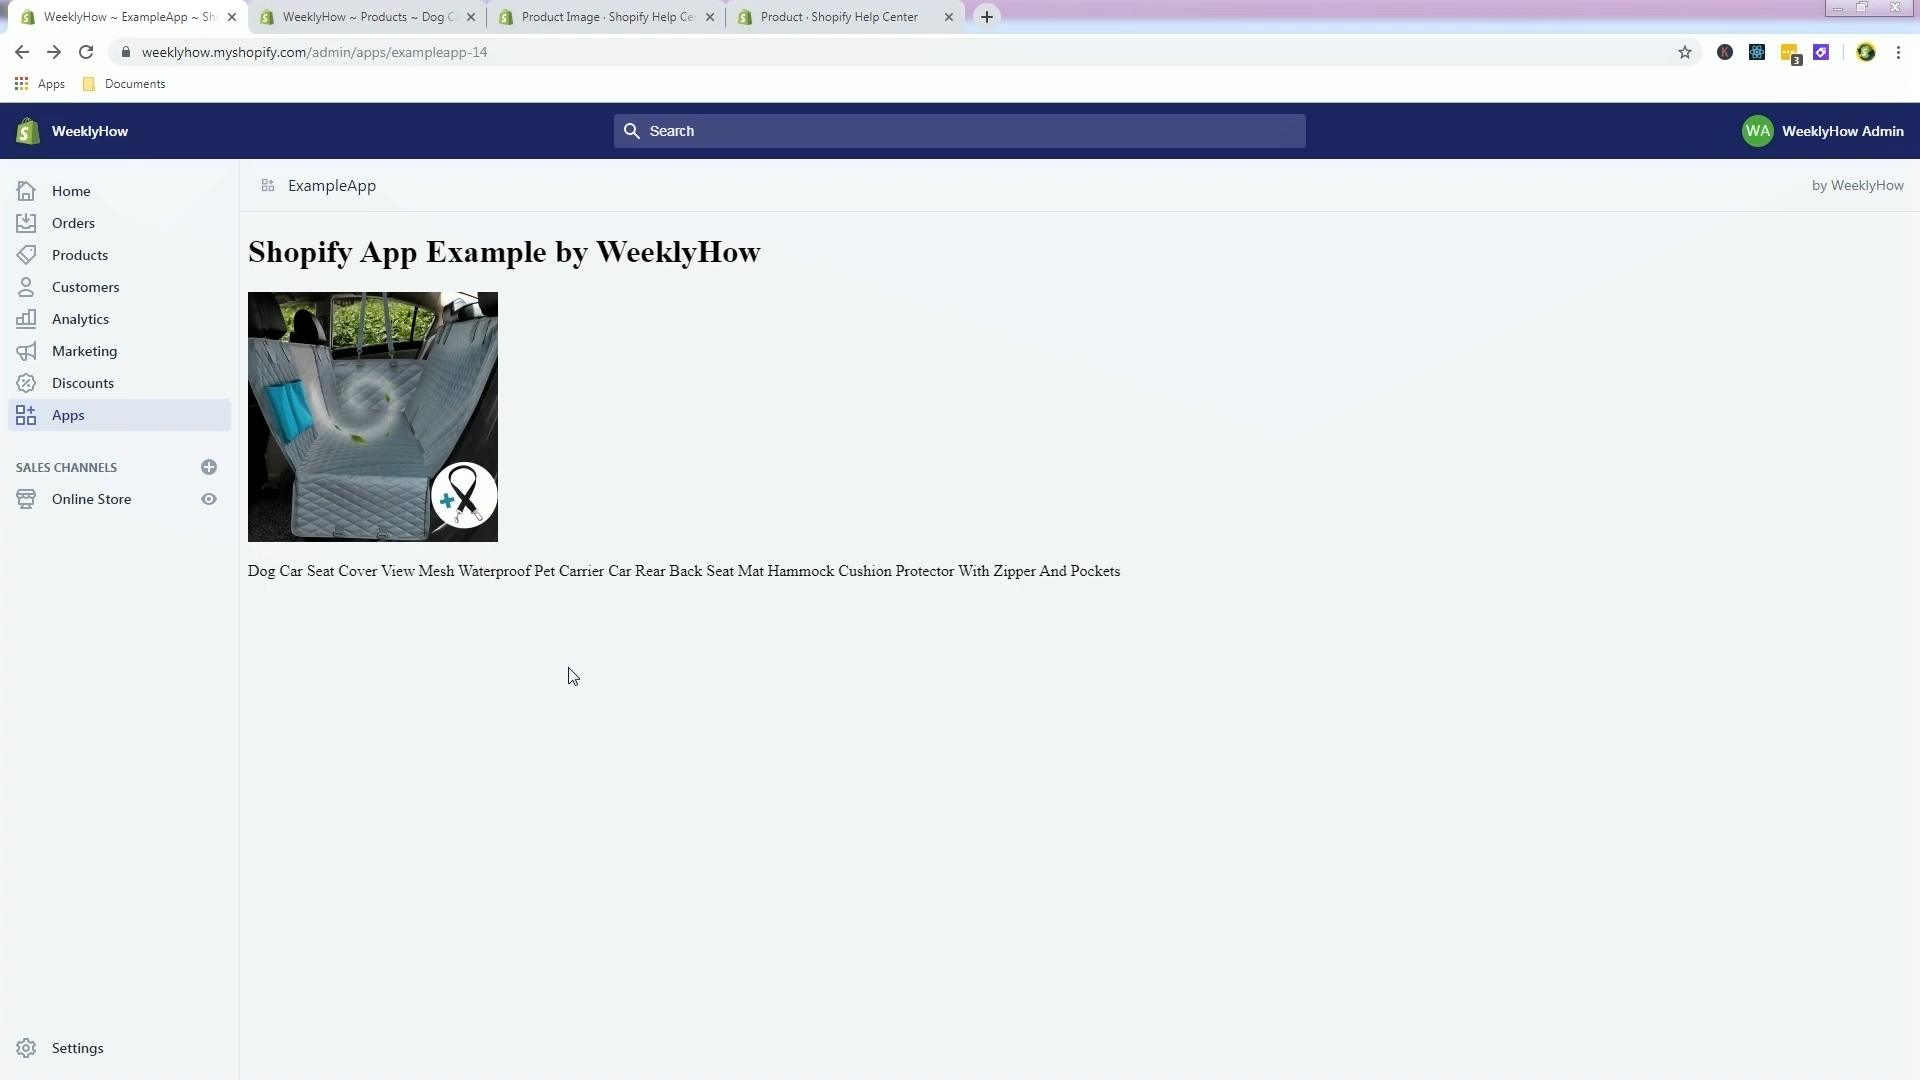 WeeklyHow ~ ExampleApp ~ Sh
WeeklyHow ~ Products ~ Dog C
Product Image · Shopify Help Ce
Product · Shopify Help Center
weeklyhow.myshopify.com/admin/apps/exampleapp-14
3
Apps
Documents
WeeklyHow
Search
WA
WeeklyHow Admin
Home
Orders
Products
Customers
Analytics
Marketing
Discounts
Apps
SALES CHANNELS
Online Store
Settings
ExampleApp
by WeeklyHow
Shopify App Example by WeeklyHow
Dog Car Seat Cover View Mesh Waterproof Pet Carrier Car Rear Back Seat Mat Hammock Cushion Protector With Zipper And Pockets